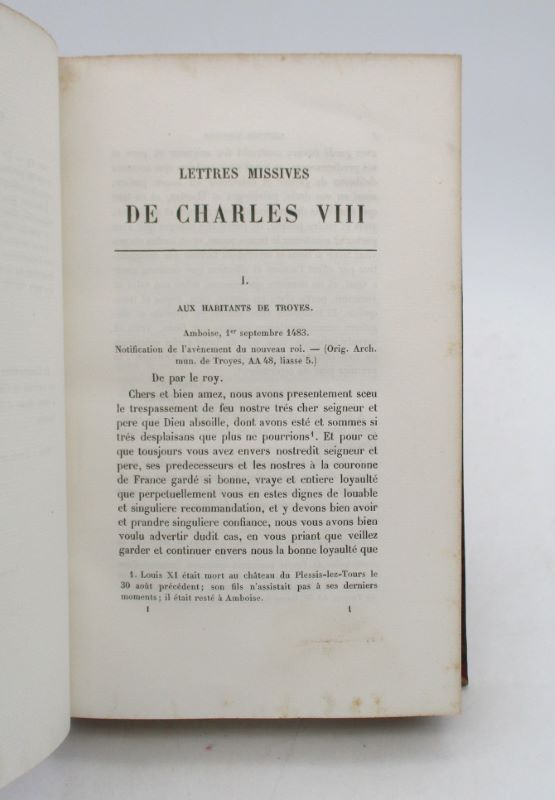 LETTRES MISSIVES
DE CHARLES VIII
I.
AUX HABITANTS DE TROYES.
Amboise, 1er septembre 1483.
Notification de l'avènement du nouveau roi. — (Orig. Arch.
mun. de Troyes, AA 48, liasse 5.)
De par le roy.
Chers et bien amez, nous avons presentement sceu
le trespassement de feu nostre trés cher seigneur et
pere que Dieu absoille, dont avons esté et sommes si
trés desplaisans que plus ne pourrions1. Et pour ce
que tousjours vous avez envers nostredit seigneur et
pere, ses predecesseurs et les nostres à la couronne
de France gardé si bonne, vraye et entiere loyaulté
que perpetuellement vous en estes dignes de louable
et singuliere recommandation, et y devons bien avoir
et prandre singuliere confiance, nous vous avons bien
voulu advertir dudit cas, en vous priant que veillez
garder et continuer envers nous la bonne loyaulté que
1. Louis XI était mort au château du Plessis-lez-Tours le
30 août précédent; son fils n'assistait pas à ses derniers
moments; il était resté à Amboise.
I 1